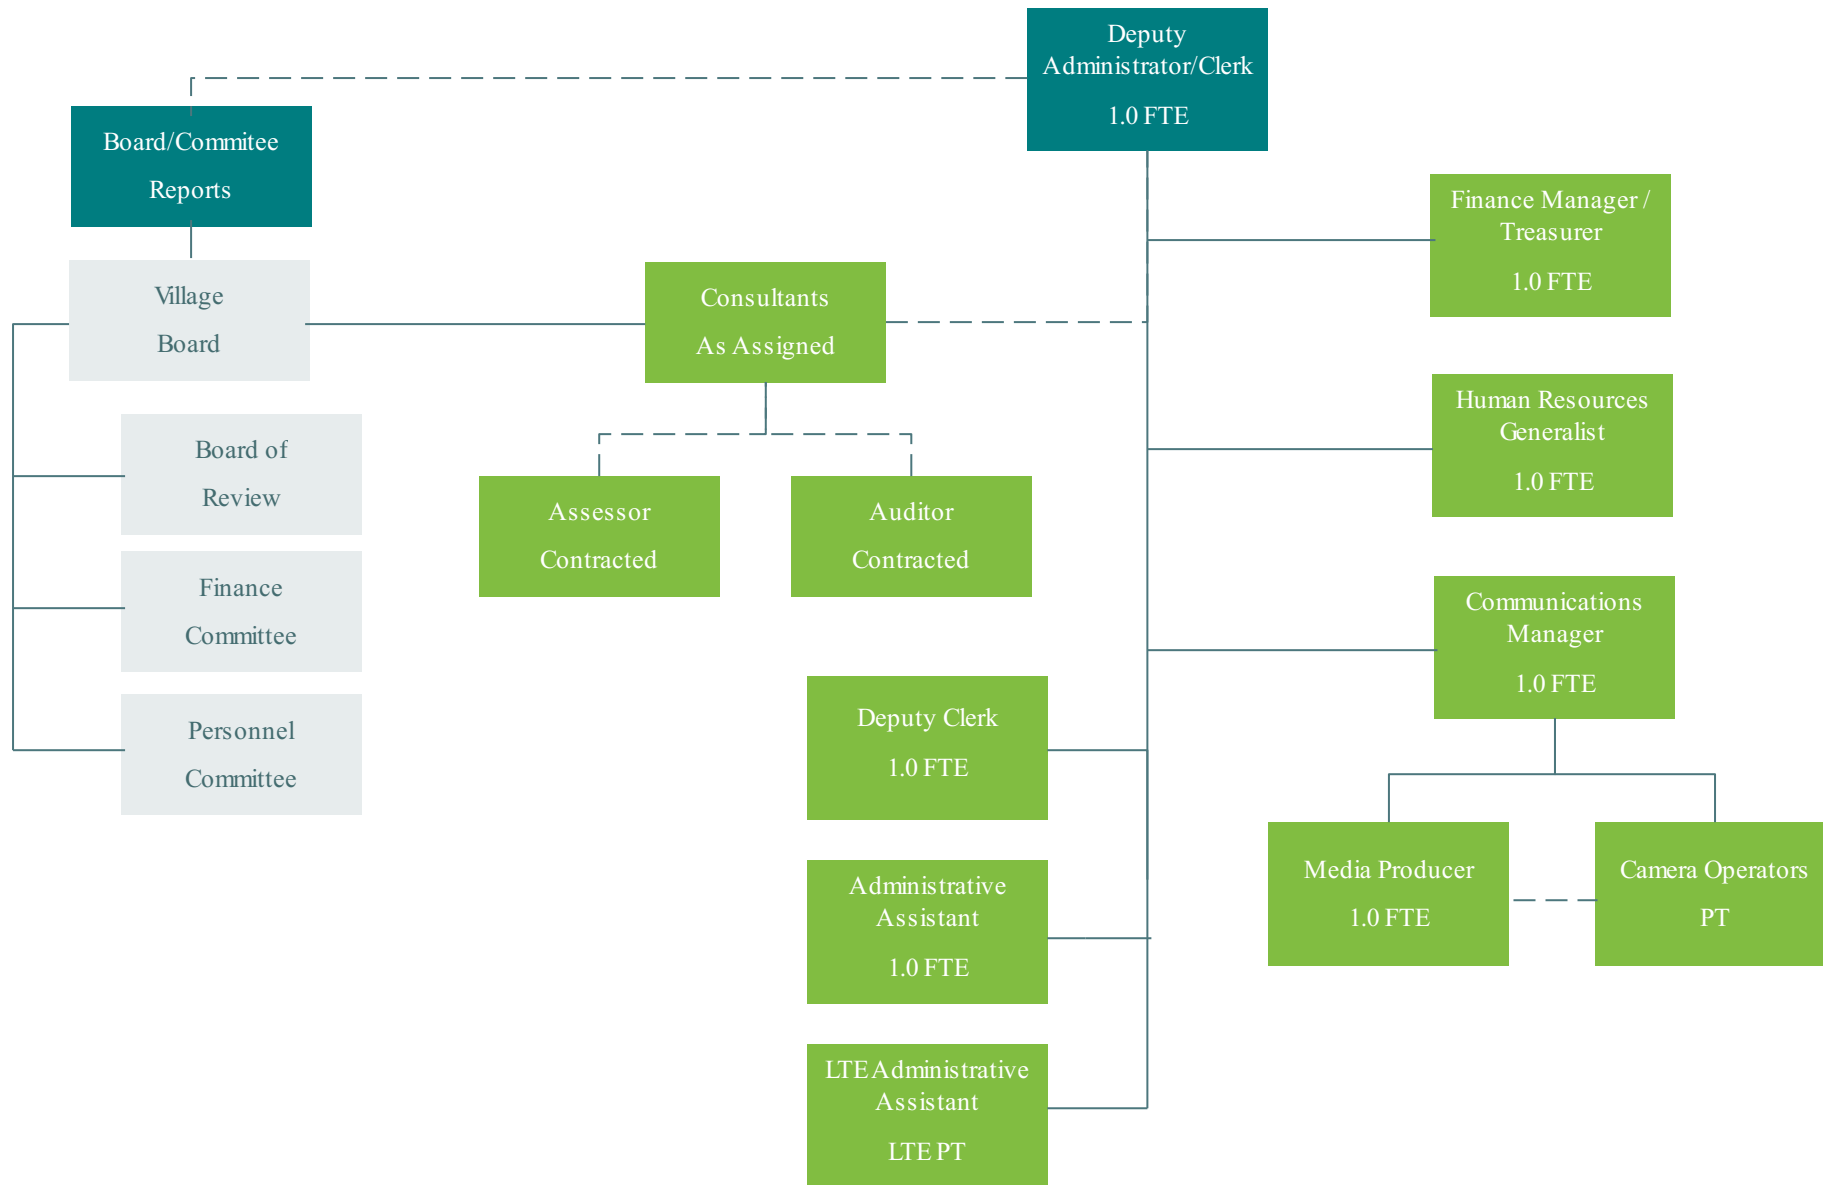 Deputy
Administrator/Clerk
1.0 FTE
Board/Commitee
Reports
Finance Manager /
Treasurer
1.0 FTE
Village
Board
Consultants
As Assigned
Human Resources
Generalist
1.0 FTE
Board of
Review
Assessor
Contracted
Auditor
Contracted
Finance
Committee
Communications
Manager
1.0 FTE
Personnel
Committee
Deputy Clerk
1.0 FTE
Media Producer
1.0 FTE
Camera Operators
PT
Administrative
Assistant
1.0 FTE
LTE Administrative
Assistant
LTE PT